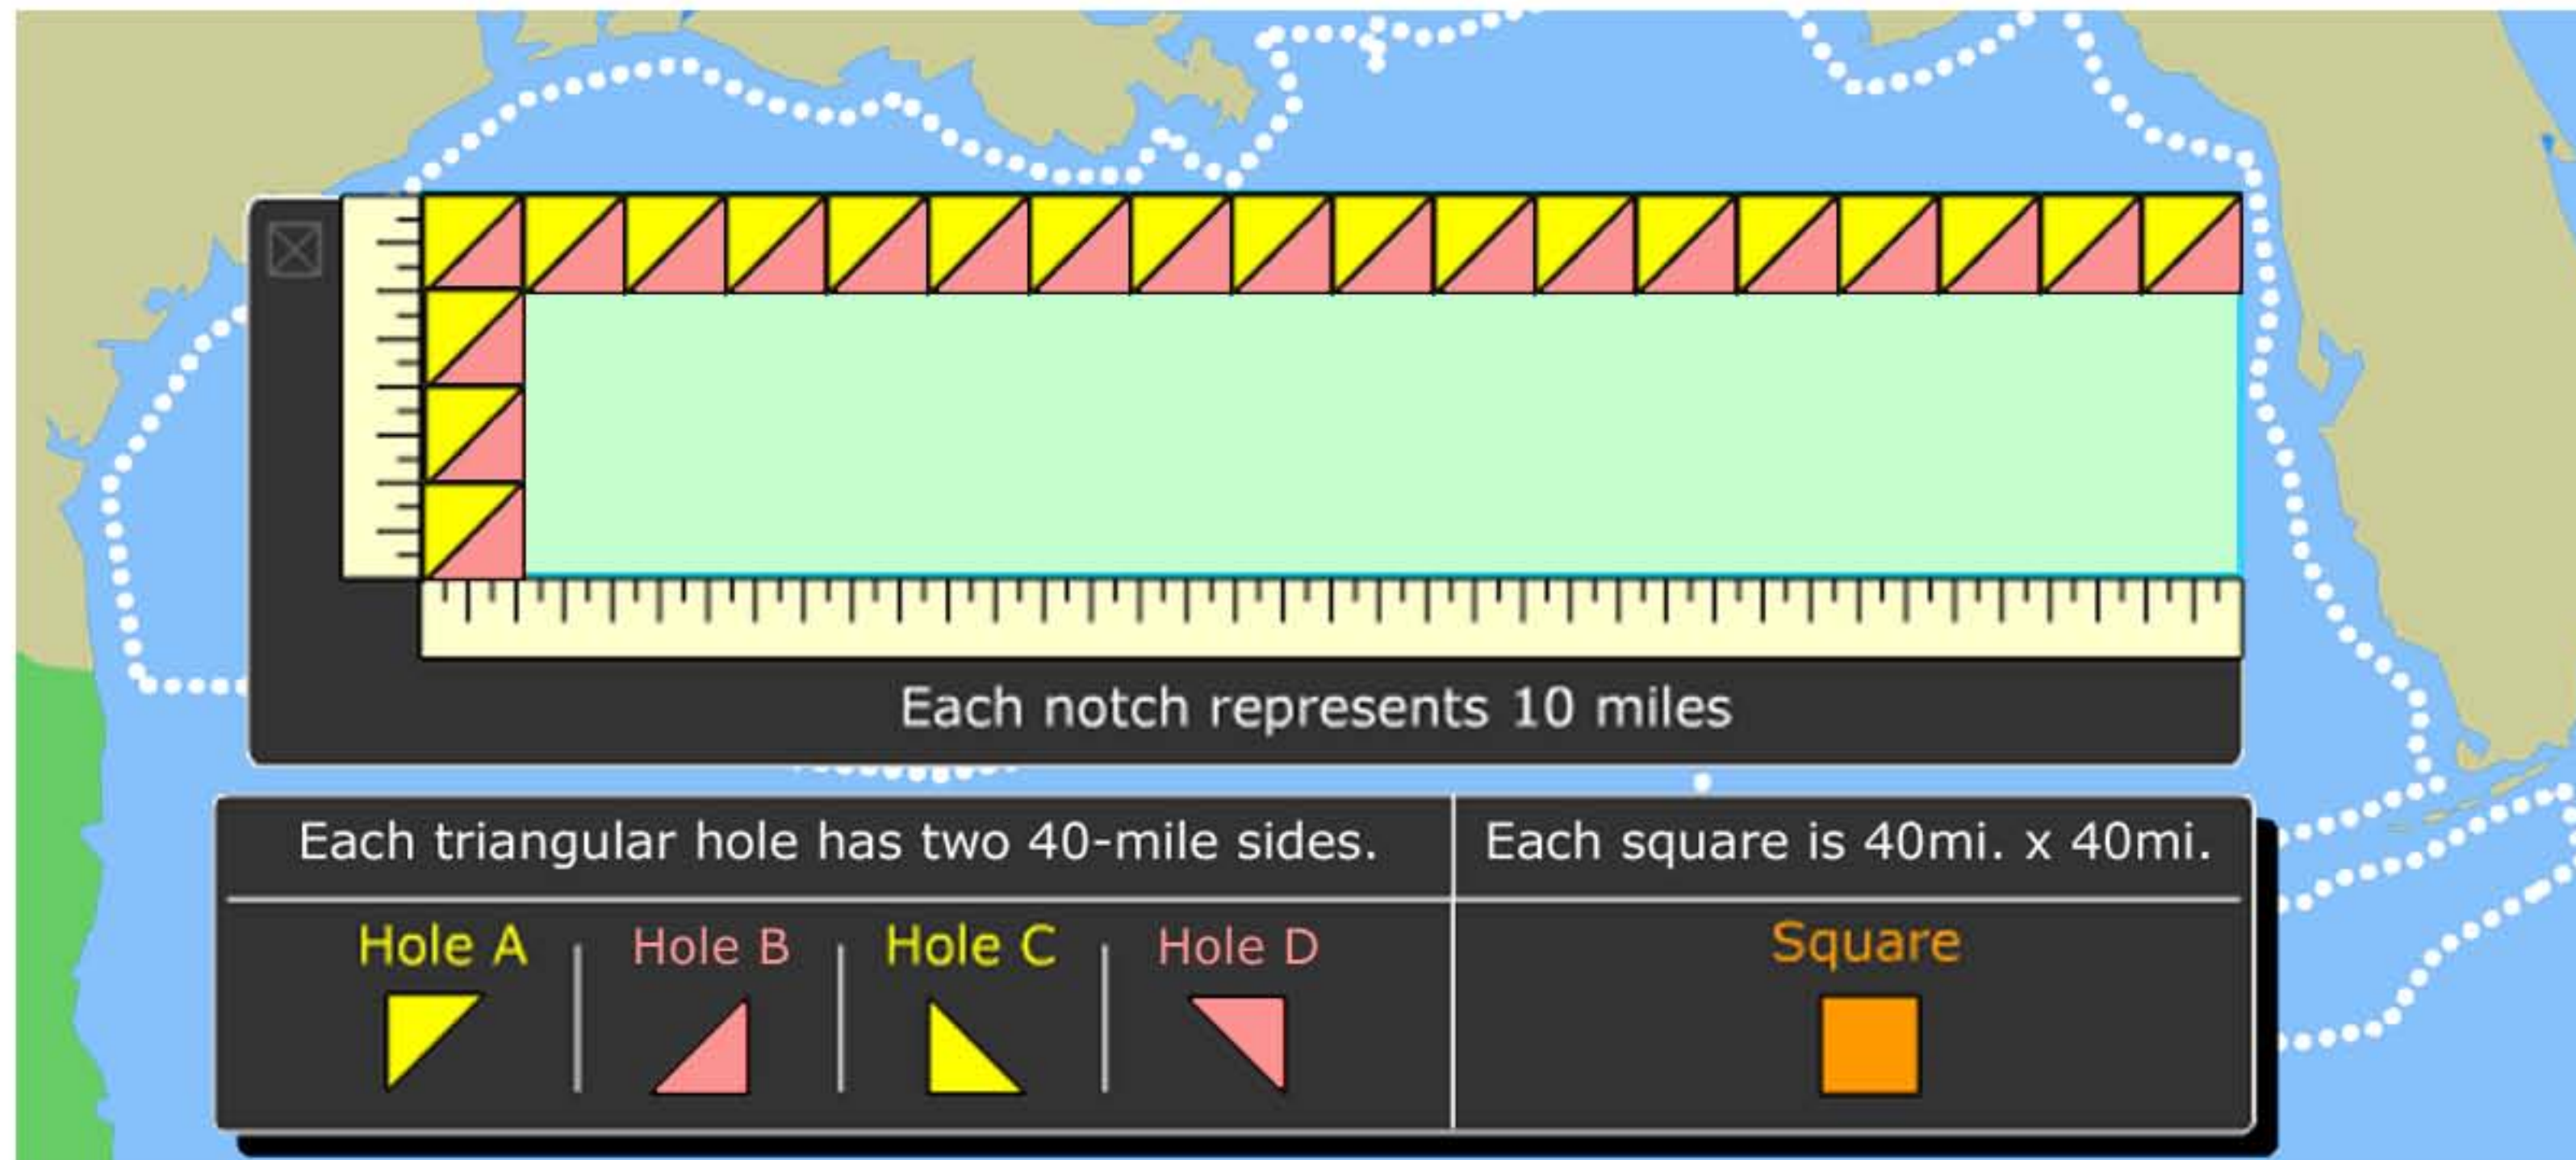 Each notch represents 10 miles
Each triangular hole has two 40-mile sides.
Each square is 40mi. x 40mi.
Hole A
Hole B
Hole C
Hole D
Square